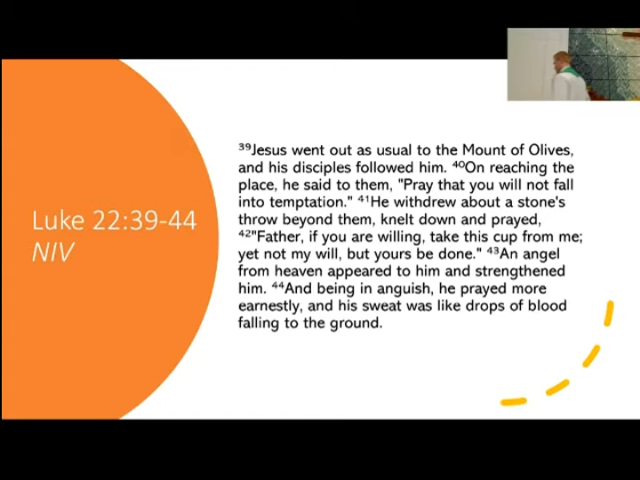 Luke 22:39-44
NIV
³⁹Jesus went out as usual to the Mount of Olives,
and his disciples followed him. ⁴⁰On reaching the
place, he said to them, "Pray that you will not fall
into temptation." ⁴¹He withdrew about a stone's
throw beyond them, knelt down and prayed,
⁴²"Father, if you are willing, take this cup from me;
yet not my will, but yours be done." ⁴³An angel
from heaven appeared to him and strengthened
him. ⁴⁴And being in anguish, he prayed more
earnestly, and his sweat was like drops of blood
falling to the ground.